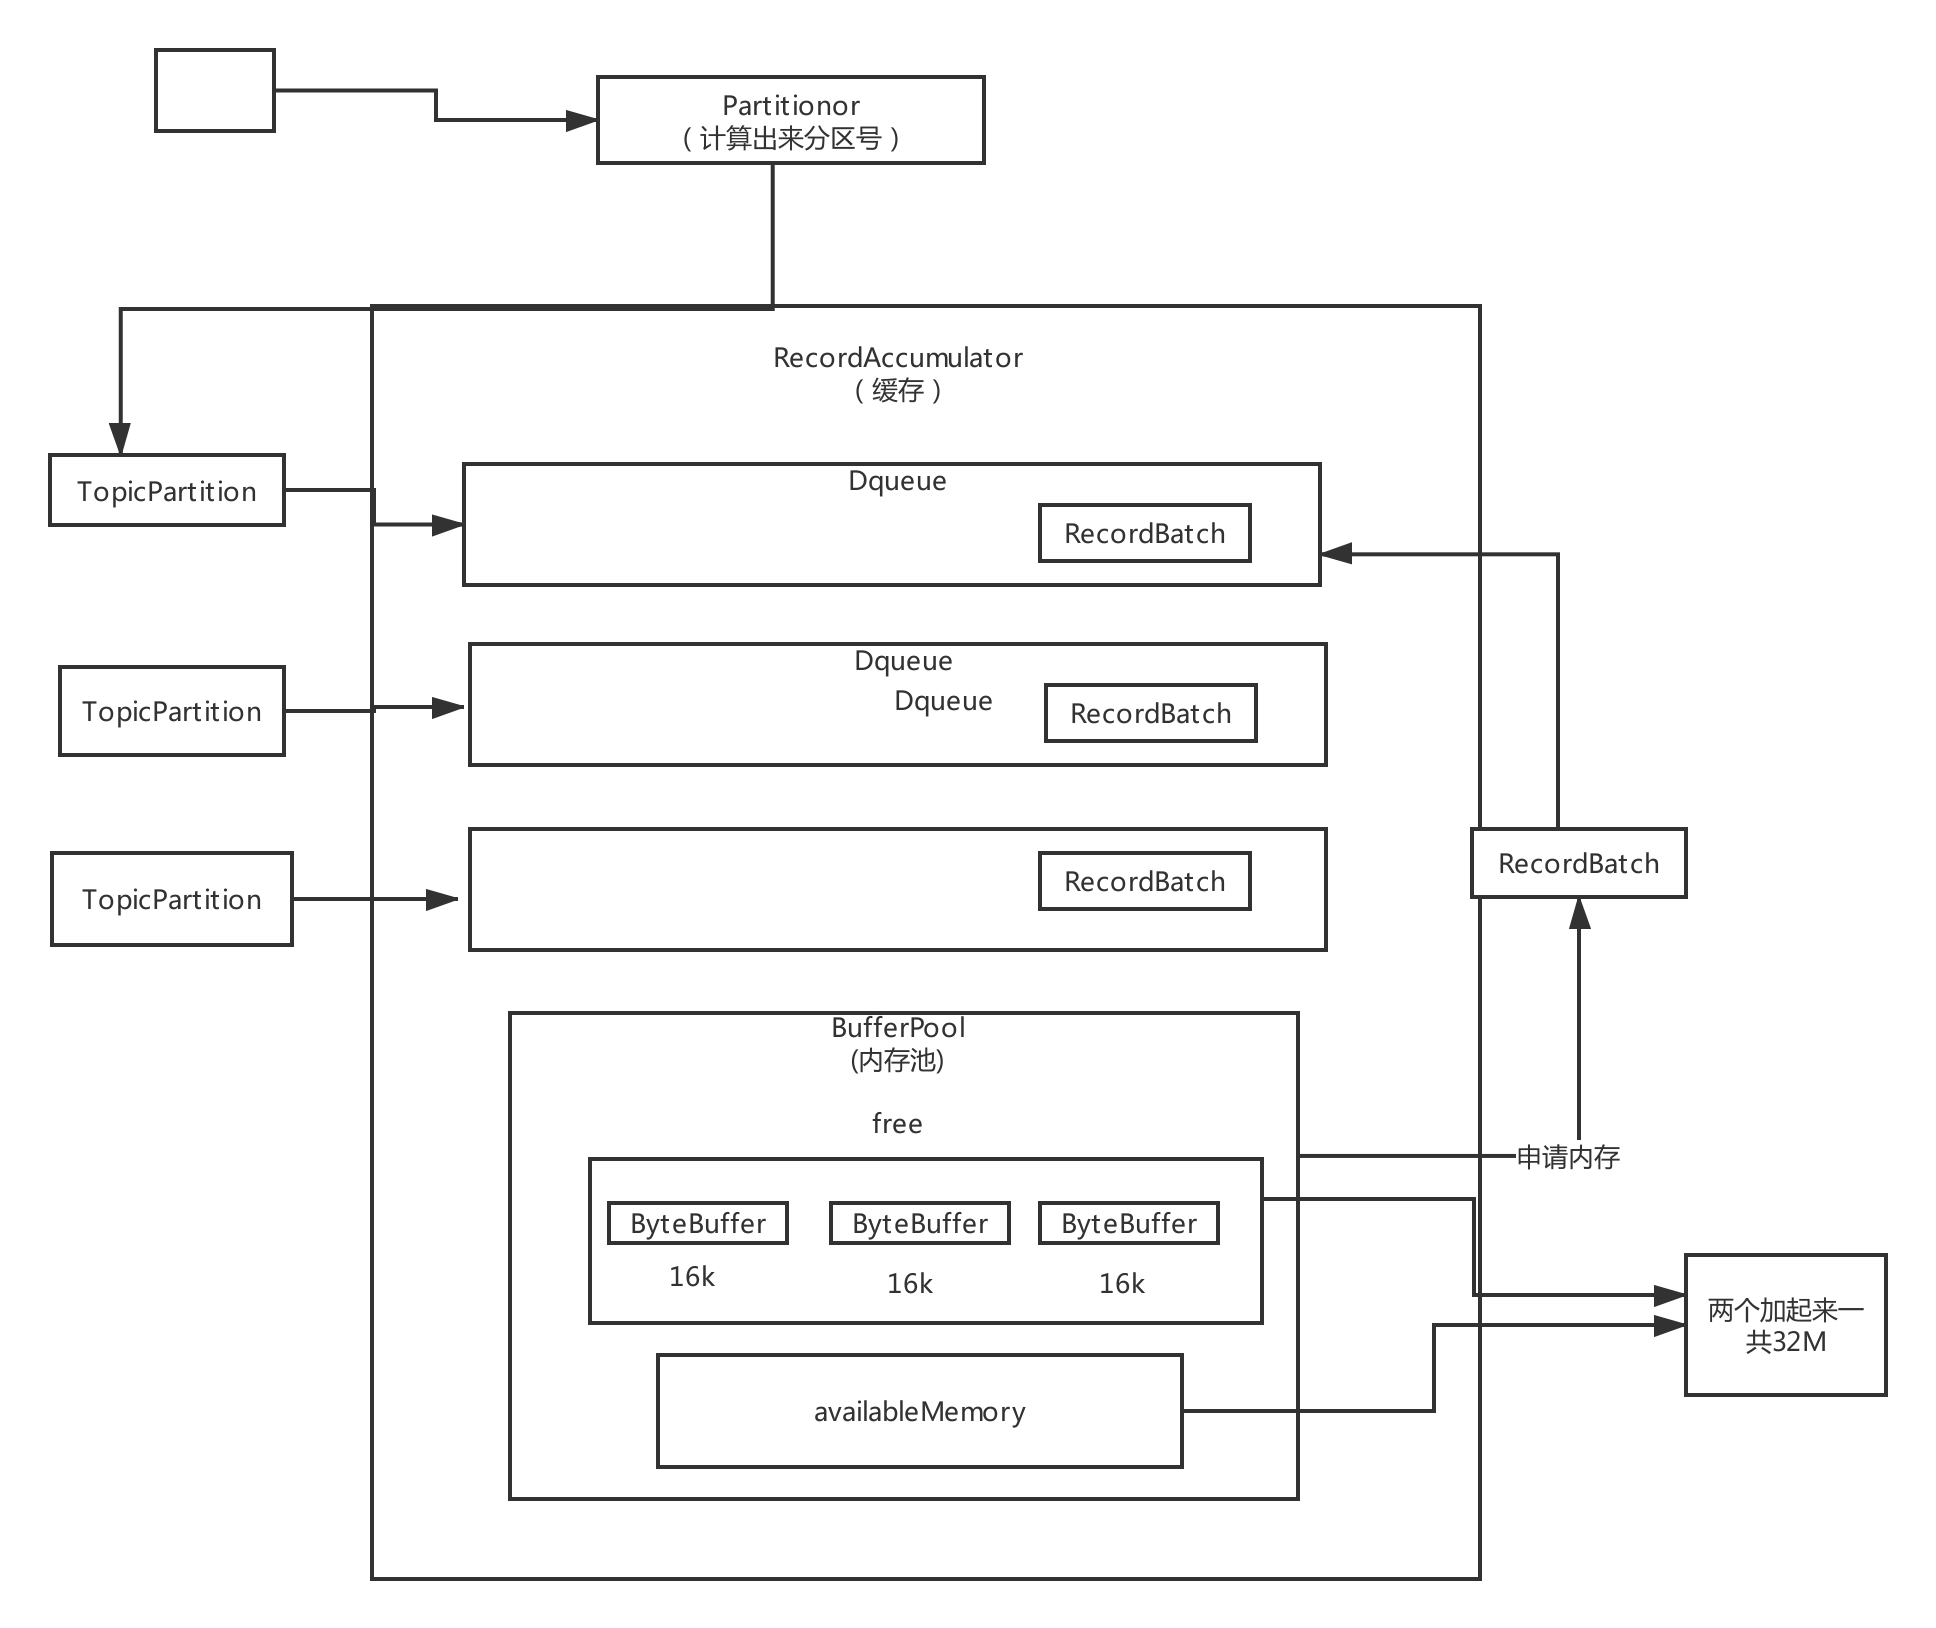 Partitionor
（计算出来分区号）
RecordAccumulator
（缓存）
TopicPartition
Dqueue
RecordBatch
TopicPartition
Dqueue
Dqueue
RecordBatch
TopicPartition
RecordBatch
RecordBatch
BufferPool
(内存池)
free
申请内存
ByteBuffer
ByteBuffer
ByteBuffer
16k
16k
16k
两个加起来一
共32M
availableMemory